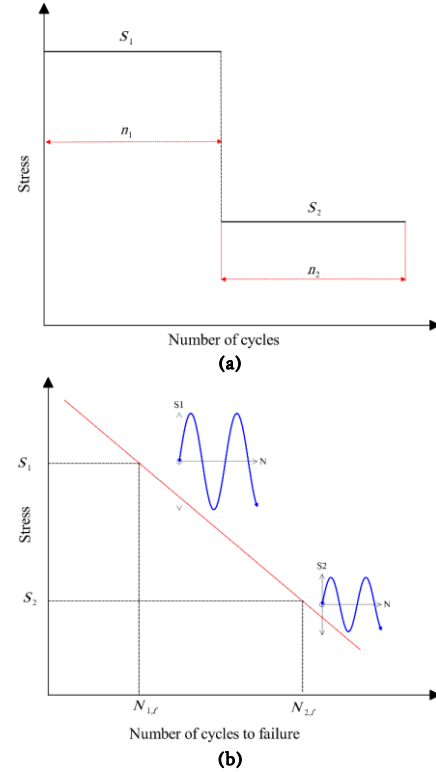 S₁
n₁
Stress
S₂
n₂
Number of cycles
(a)
S1
S₁
N
Stress
S2
S₂
N
N₁,f
N₂,f
Number of cycles to failure
(b)